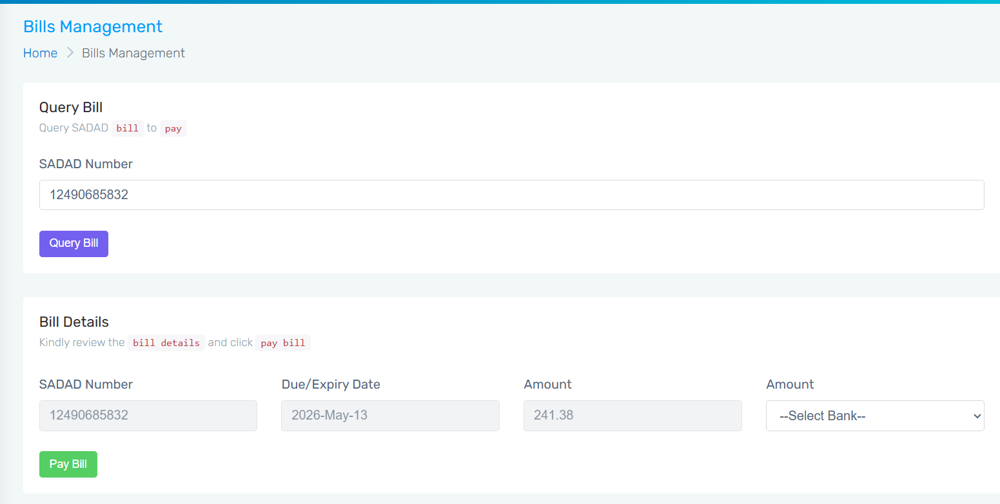 Bills Management
Home > Bills Management
Query Bill
Query SADAD bill to pay
SADAD Number
12490685832
Query Bill
Bill Details
Kindly review the bill details and click pay bill
SADAD Number Due/Expiry Date Amount Amount
12490685832 2026-May-13 241.38 --Select Bank--
Pay Bill